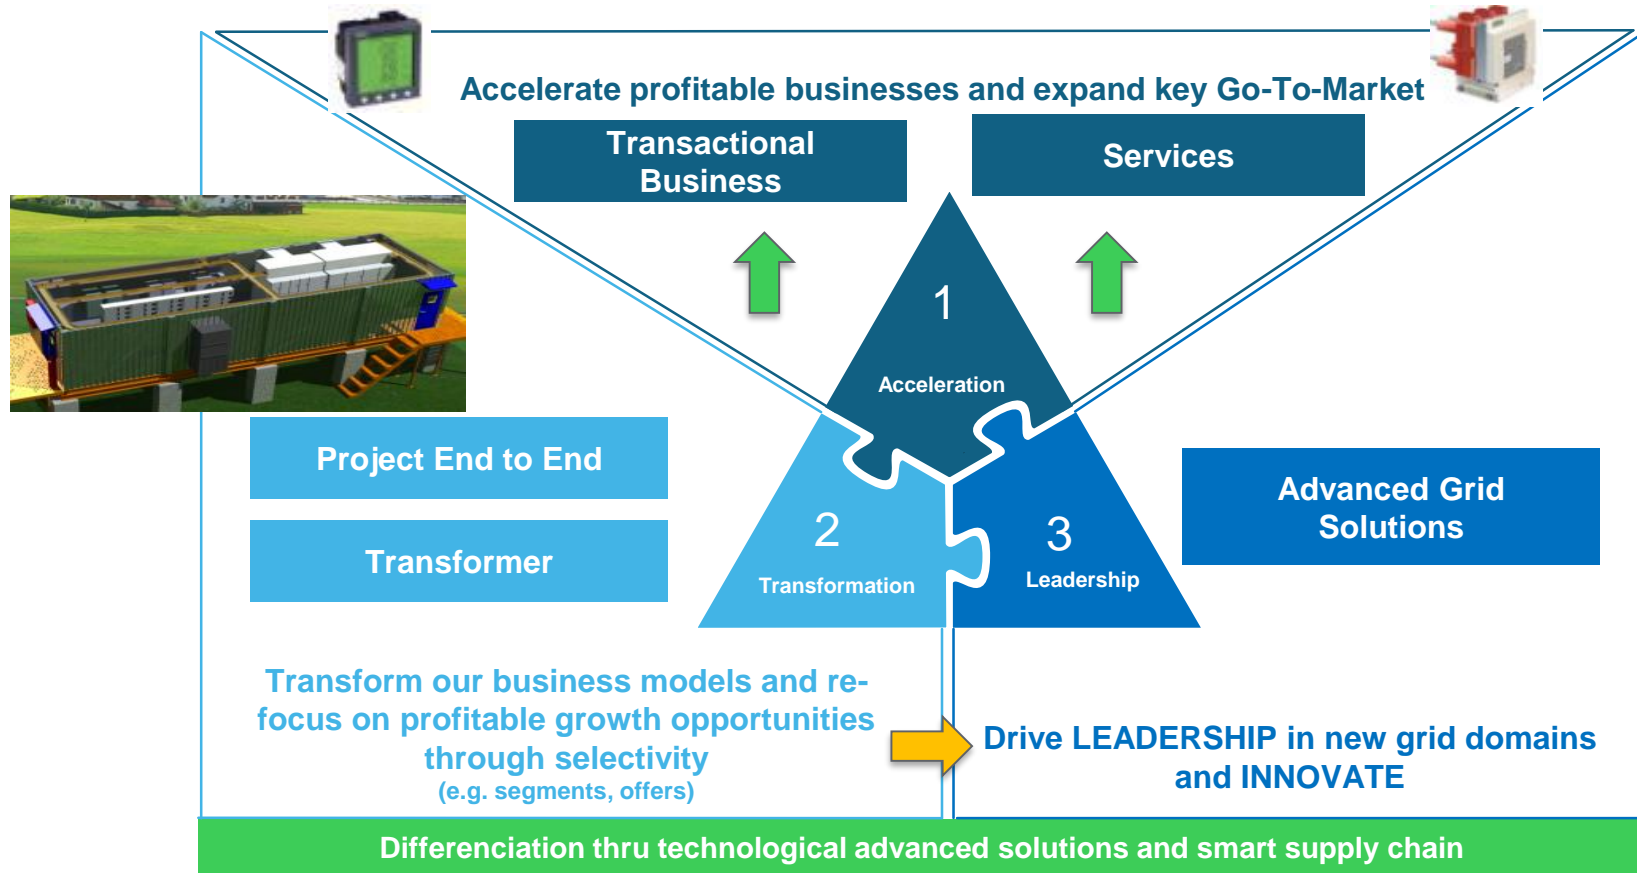 Accelerate profitable businesses and expand key Go-To-Market
Transactional
Business
Services
1
Acceleration
Project End to End
Transformer
2
Transformation
3
Leadership
Advanced Grid
Solutions
Transform our business models and re-
focus on profitable growth opportunities
through selectivity
(e.g. segments, offers)
Drive LEADERSHIP in new grid domains
and INNOVATE
Differenciation thru technological advanced solutions and smart supply chain